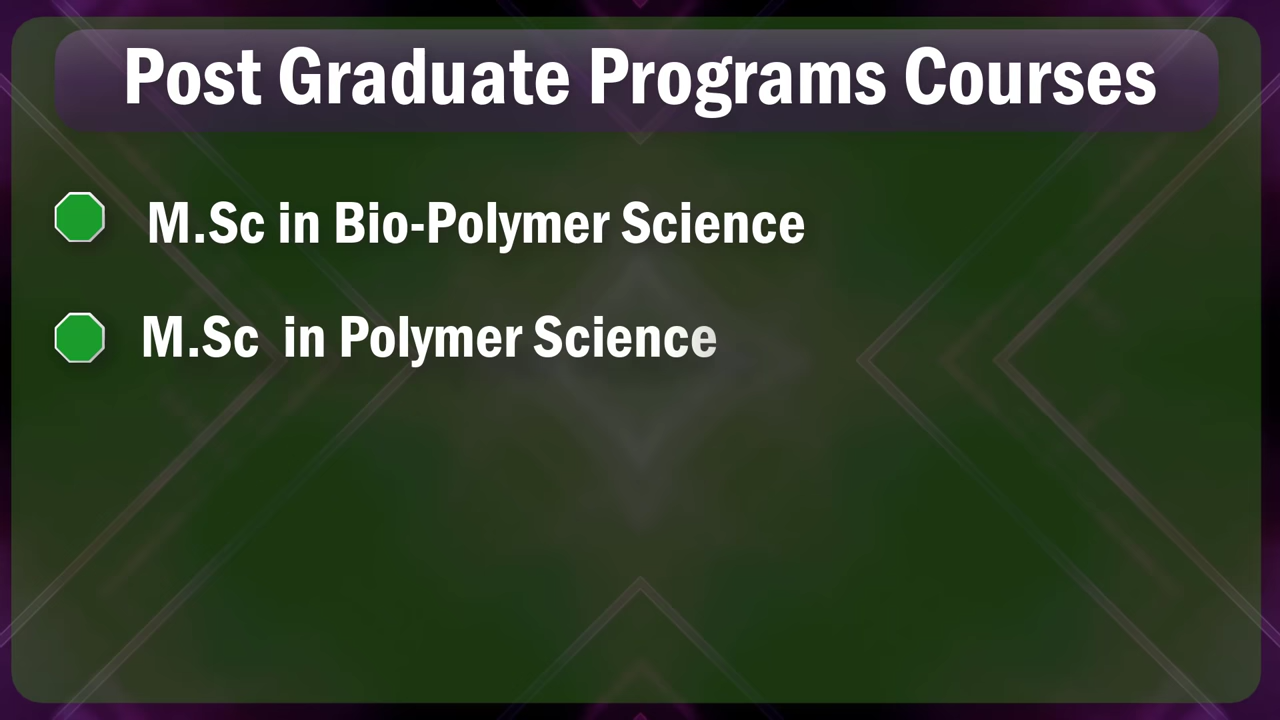 Post Graduate Programs Courses
M.Sc in Bio-Polymer Science
M.Sc  in Polymer Science